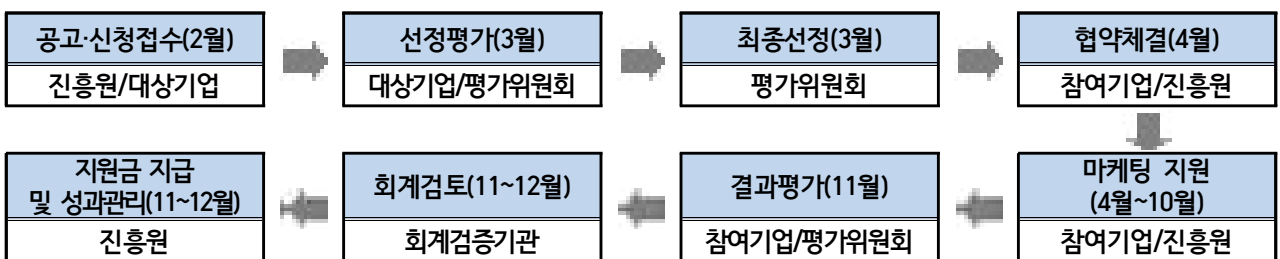 공고·신청접수(2월)
진흥원/대상기업
선정평가(3월)
대상기업/평가위원회
최종선정(3월)
평가위원회
협약체결(4월)
참여기업/진흥원
마케팅 지원
(4월~10월)
참여기업/진흥원
결과평가(11월)
참여기업/평가위원회
회계검토(11~12월)
회계검증기관
지원금 지급
및 성과관리(11~12월)
진흥원